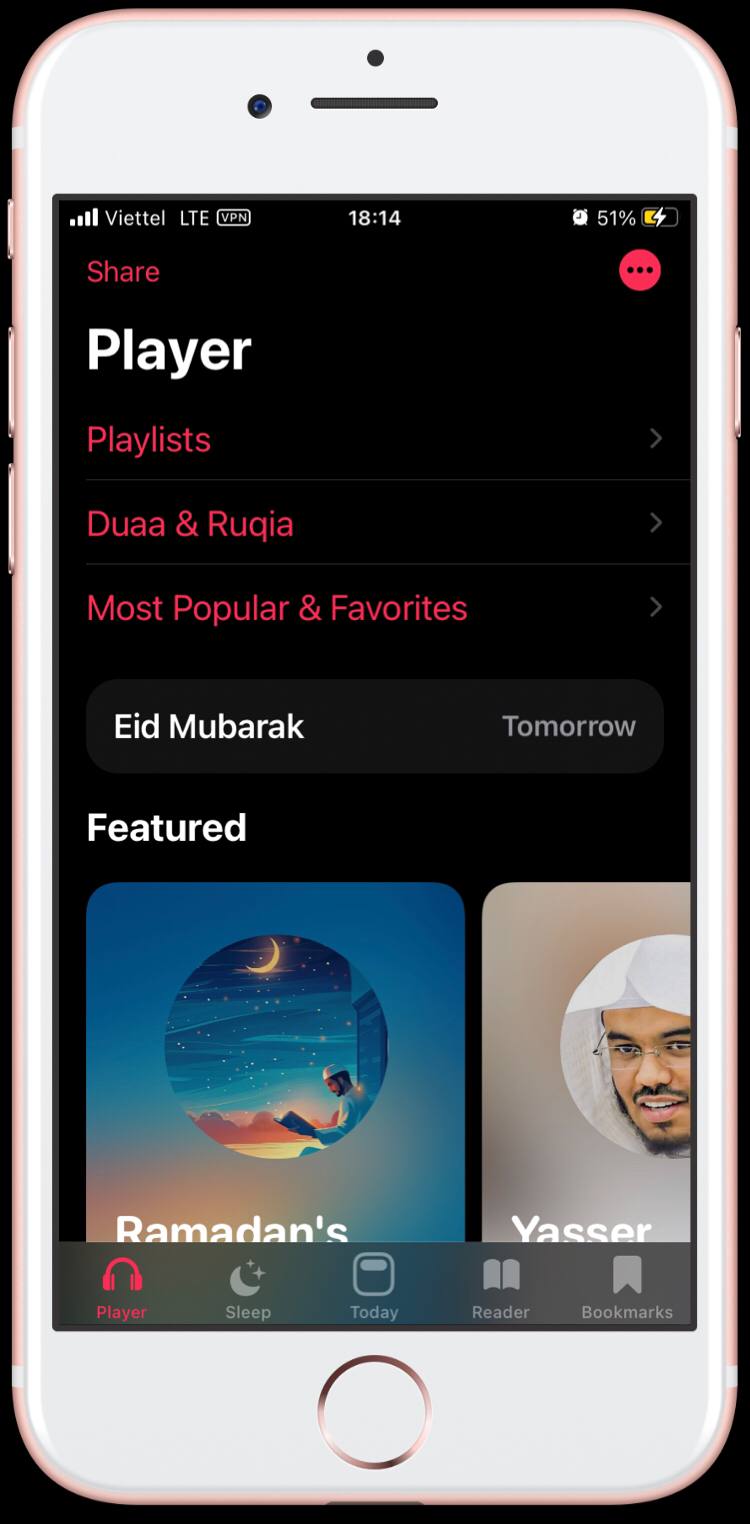 Viettel LTE VPN 18:14 51%
Share
Player
Playlists
Duaa & Ruqia
Most Popular & Favorites
Eid Mubarak Tomorrow
Featured
Ramadan's Yasser
Player Sleep Today Reader Bookmarks